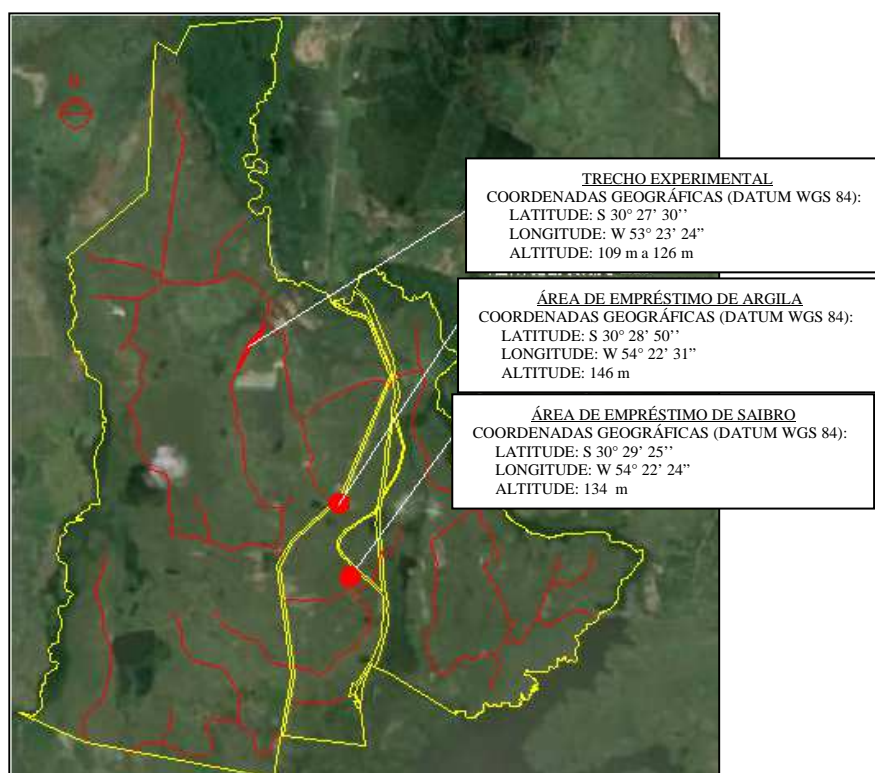 TRECHO EXPERIMENTAL
COORDENADAS GEOGRÁFICAS (DATUM WGS 84):
LATITUDE: S 30° 27’ 30’’
LONGITUDE: W 53° 23’ 24”
ALTITUDE: 109 m a 126 m
ÁREA DE EMPRÉSTIMO DE ARGILA
COORDENADAS GEOGRÁFICAS (DATUM WGS 84):
LATITUDE: S 30° 28’ 50’’
LONGITUDE: W 54° 22’ 31”
ALTITUDE: 146 m
ÁREA DE EMPRÉSTIMO DE SAIBRO
COORDENADAS GEOGRÁFICAS (DATUM WGS 84):
LATITUDE: S 30° 29’ 25’’
LONGITUDE: W 54° 22’ 24”
ALTITUDE: 134 m